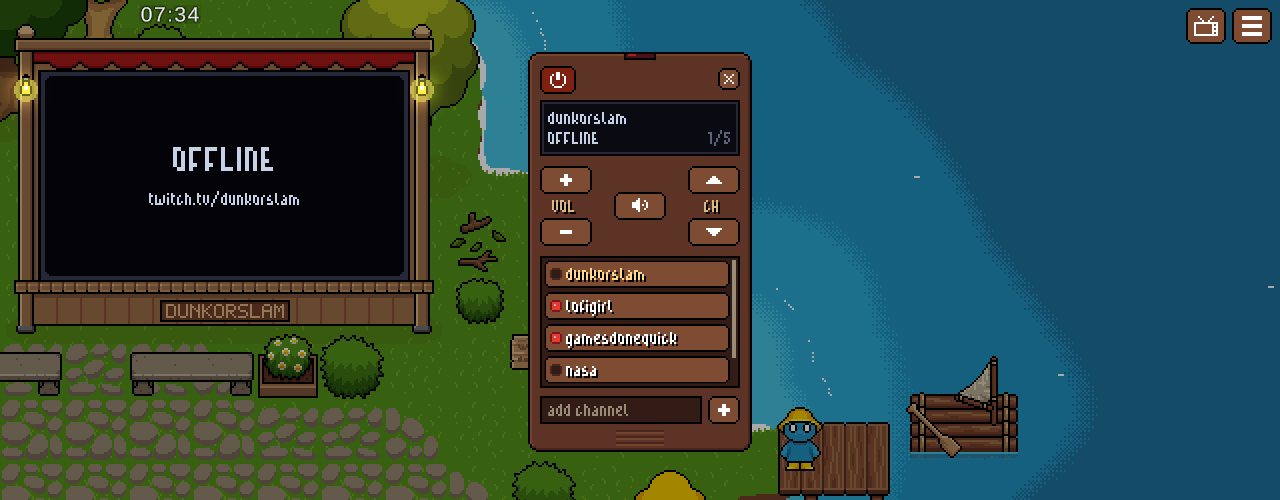 07:34
OFFLINE
twitch.tv/dunkorslam
DUNKORSLAM
dunkorslam
OFFLINE 1/5
VOL CH
dunkorslam
lofigirl
gamesdonequick
nasa
add channel